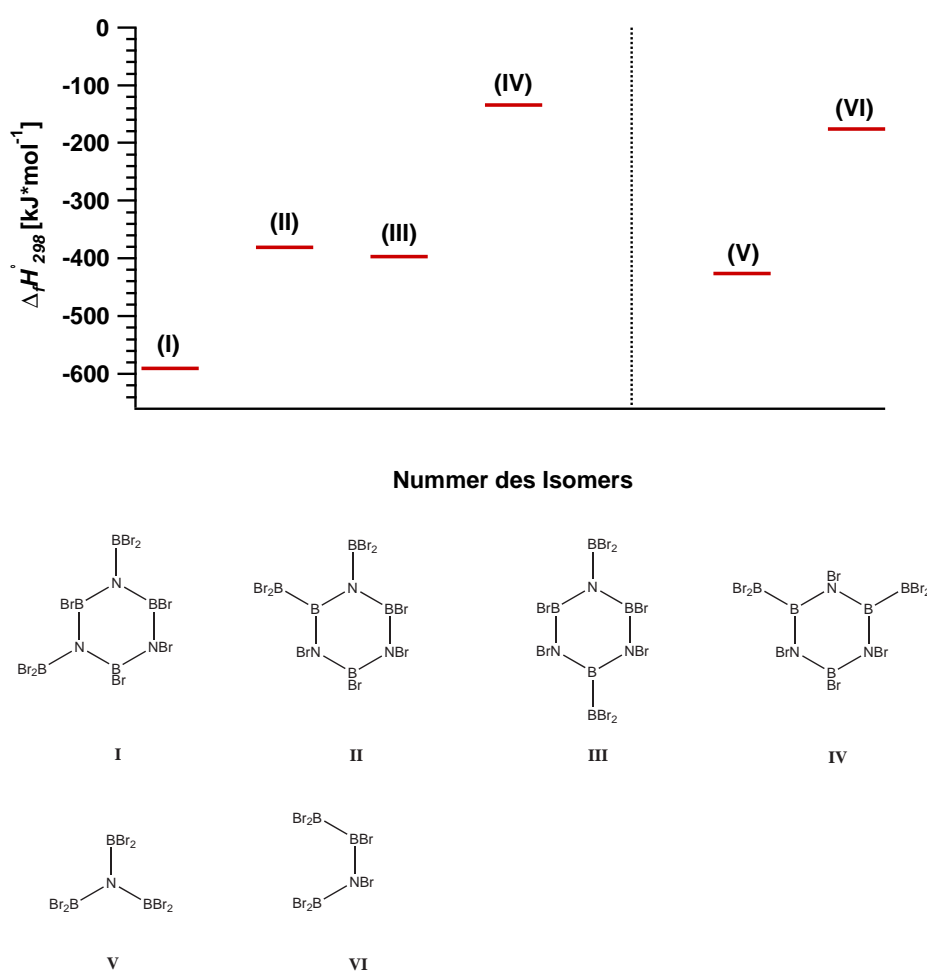 0
-100
-200
-300
-400
-500
-600
Δ_fH°_298 [kJ*mol^-1]
(I)
(II)
(III)
(IV)
(V)
(VI)
Nummer des Isomers
BBr2
N
BrB BBr
N NBr
Br2B B
Br
I
BBr2
Br2B N
B BBr
BrN NBr
B
Br
II
BBr2
N
BrB BBr
BrN NBr
B
BBr2
III
Br
Br2B N BBr2
B B
BrN NBr
B
Br
IV
BBr2
N
Br2B BBr2
V
Br2B
BBr
NBr
Br2B
VI